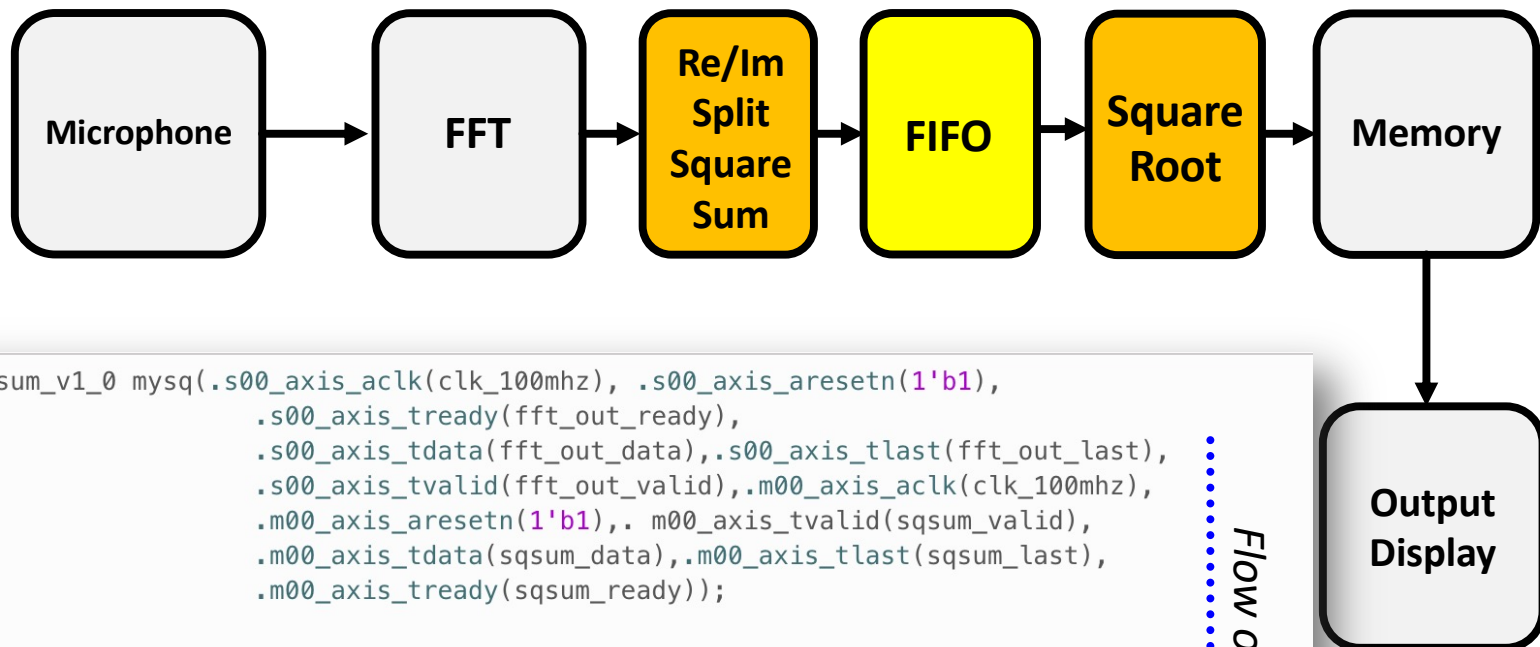 Microphone
FFT
Re/Im
Split
Square
Sum
FIFO
Square
Root
Memory
sum_v1_0 mysq(.s00_axis_aclk(clk_100mhz), .s00_axis_aresetn(1'b1),
.s00_axis_tready(fft_out_ready),
.s00_axis_tdata(fft_out_data),.s00_axis_tlast(fft_out_last),
.s00_axis_tvalid(fft_out_valid),.m00_axis_aclk(clk_100mhz),
.m00_axis_aresetn(1'b1),. m00_axis_tvalid(sqsum_valid),
.m00_axis_tdata(sqsum_data),.m00_axis_tlast(sqsum_last),
.m00_axis_tready(sqsum_ready));
Flow
Output
Display